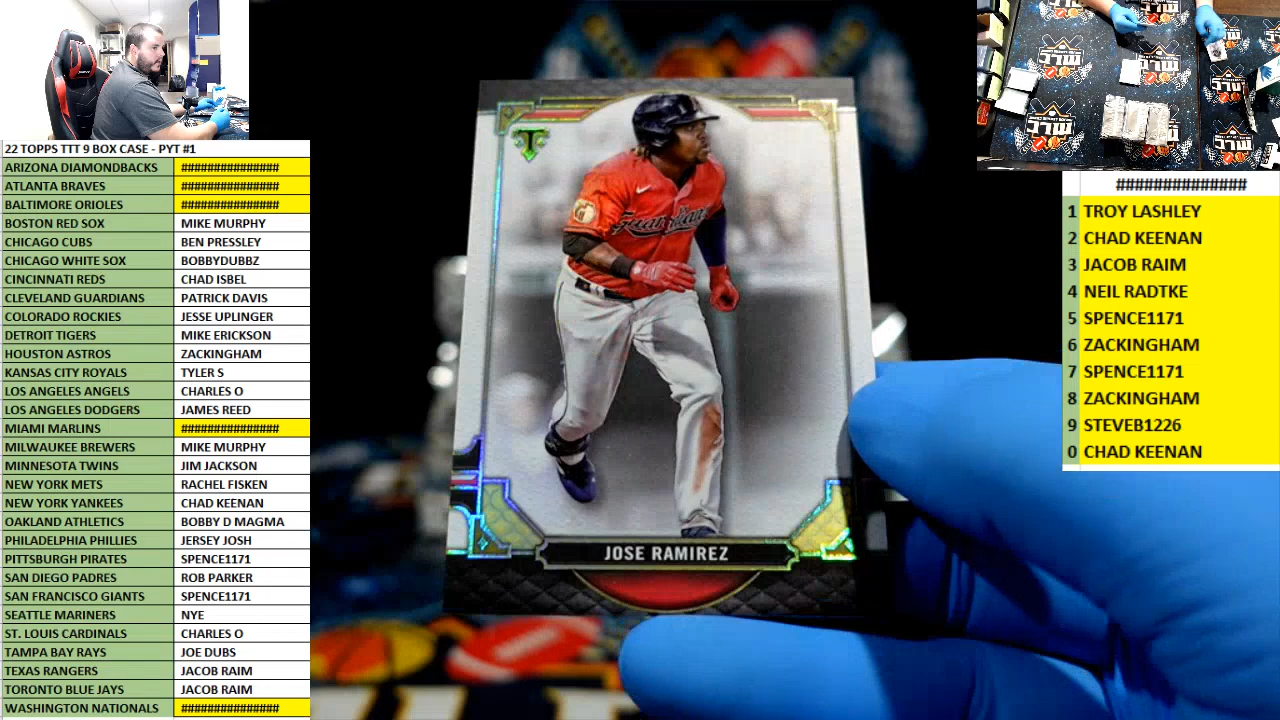 22 TOPPS TTT 9 BOX CASE - PYT #1
ARIZONA DIAMONDBACKS ###############
ATLANTA BRAVES ###############
BALTIMORE ORIOLES ###############
BOSTON RED SOX MIKE MURPHY
CHICAGO CUBS BEN PRESSLEY
CHICAGO WHITE SOX BOBBYDUBBZ
CINCINNATI REDS CHAD ISBEL
CLEVELAND GUARDIANS PATRICK DAVIS
COLORADO ROCKIES JESSE UPLINGER
DETROIT TIGERS MIKE ERICKSON
HOUSTON ASTROS ZACKINGHAM
KANSAS CITY ROYALS TYLER S
LOS ANGELES ANGELS CHARLES O
LOS ANGELES DODGERS JAMES REED
MIAMI MARLINS ###############
MILWAUKEE BREWERS MIKE MURPHY
MINNESOTA TWINS JIM JACKSON
NEW YORK METS RACHEL FISKEN
NEW YORK YANKEES CHAD KEENAN
OAKLAND ATHLETICS BOBBY D MAGMA
PHILADELPHIA PHILLIES JERSEY JOSH
PITTSBURGH PIRATES SPENCE1171
SAN DIEGO PADRES ROB PARKER
SAN FRANCISCO GIANTS SPENCE1171
SEATTLE MARINERS NYE
ST. LOUIS CARDINALS CHARLES O
TAMPA BAY RAYS JOE DUBS
TEXAS RANGERS JACOB RAIM
TORONTO BLUE JAYS JACOB RAIM
WASHINGTON NATIONALS ###############
T
Guardians
JOSE RAMIREZ
###############
1 TROY LASHLEY
2 CHAD KEENAN
3 JACOB RAIM
4 NEIL RADTKE
5 SPENCE1171
6 ZACKINGHAM
7 SPENCE1171
8 ZACKINGHAM
9 STEVEB1226
0 CHAD KEENAN